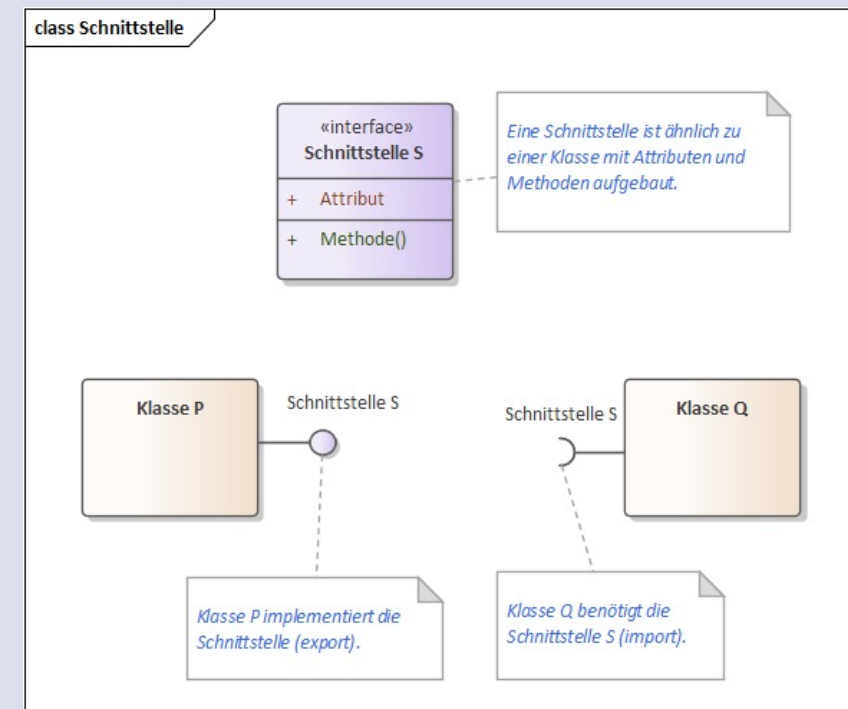 class Schnittstelle
«interface»
Schnittstelle S
+ Attribut
+ Methode()
Eine Schnittstelle ist ähnlich zu
einer Klasse mit Attributen und
Methoden aufgebaut.
Klasse P
Schnittstelle S
Schnittstelle S
Klasse Q
Klasse P implementiert die
Schnittstelle (export).
Klasse Q benötigt die
Schnittstelle S (import).